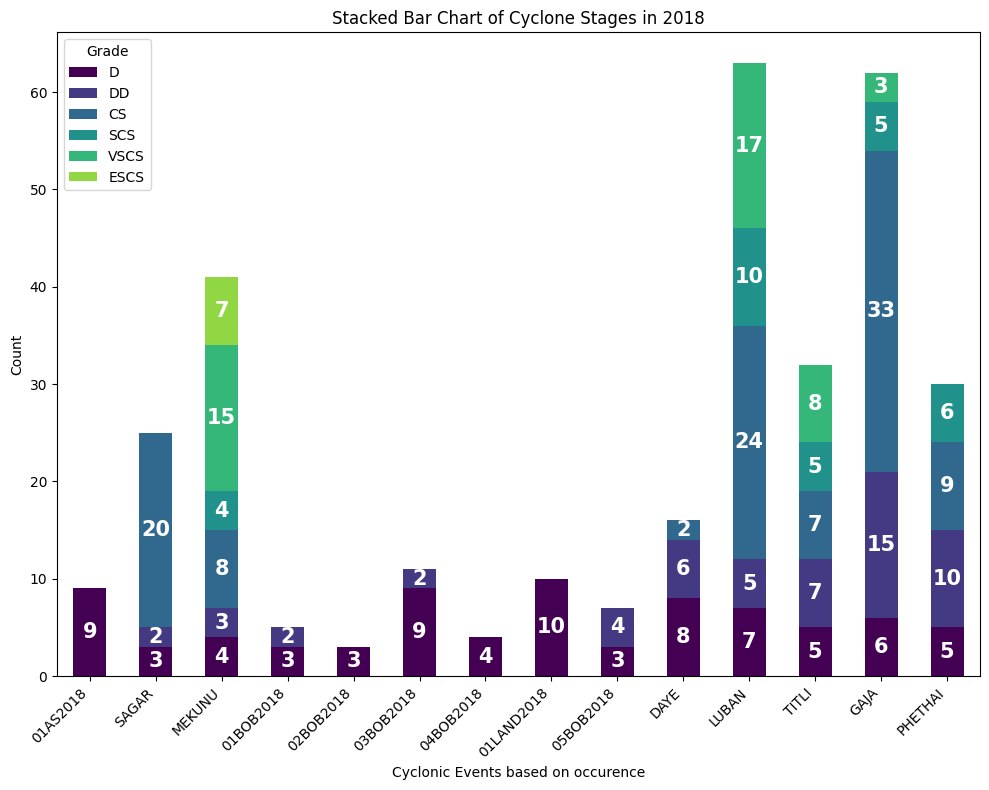 Stacked Bar Chart of Cyclone Stages in 2018
Grade
D
DD
CS
SCS
VSCS
ESCS
Count
60
50
40
30
20
10
0
9
20
2
3
7
15
4
8
3
4
2
3
3
2
9
4
10
4
3
2
6
8
17
10
24
5
7
8
5
7
7
5
3
5
33
15
6
6
9
10
5
01AS2018
SAGAR
MEKUNU
01BOB2018
02BOB2018
03BOB2018
04BOB2018
01LAND2018
05BOB2018
DAYE
LUBAN
TITLI
GAJA
PHETHAI
Cyclonic Events based on occurence